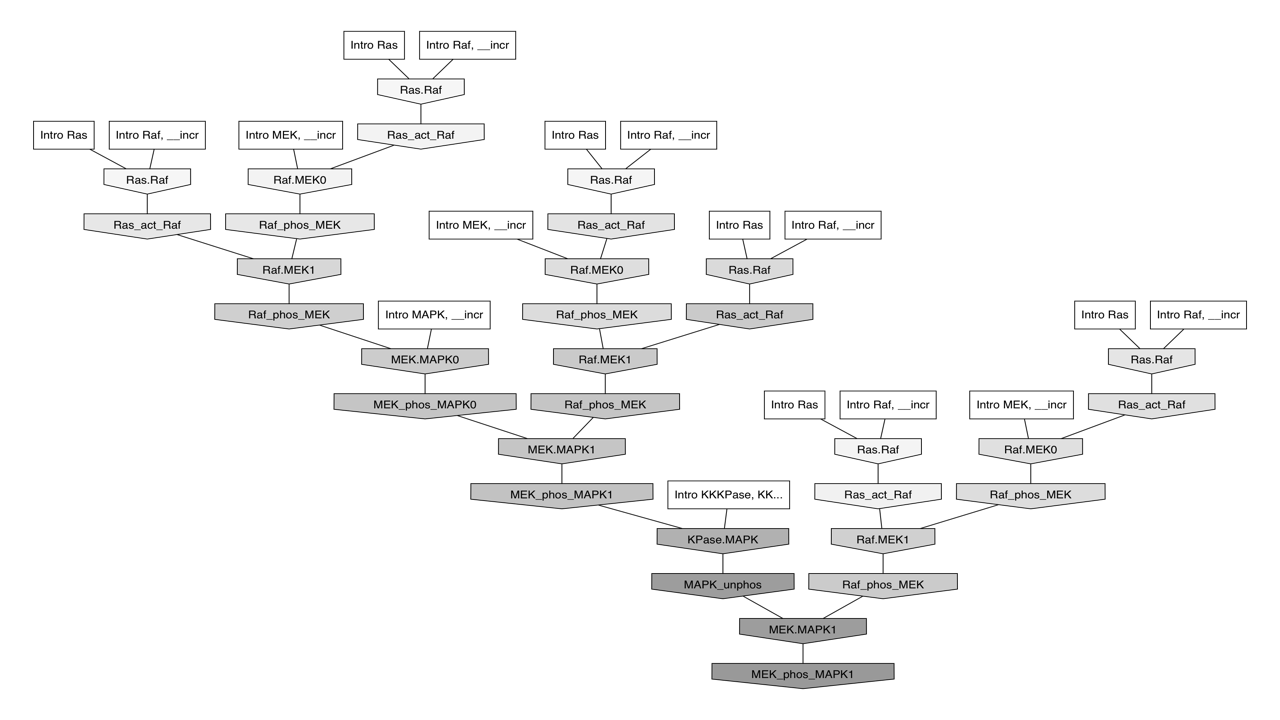 Intro Ras
Intro Raf, __incr
Ras.Raf
Intro Ras
Intro Raf, __incr
Intro MEK, __incr
Ras_act_Raf
Intro Ras
Intro Raf, __incr
Ras.Raf
Raf.MEK0
Ras.Raf
Ras_act_Raf
Raf_phos_MEK
Intro MEK, __incr
Ras_act_Raf
Intro Ras
Intro Raf, __incr
Raf.MEK1
Raf.MEK0
Ras.Raf
Raf_phos_MEK
Intro MAPK, __incr
Raf_phos_MEK
Ras_act_Raf
Intro Ras
Intro Raf, __incr
MEK.MAPK0
Raf.MEK1
Ras.Raf
MEK_phos_MAPK0
Raf_phos_MEK
Intro Ras
Intro Raf, __incr
Intro MEK, __incr
Ras_act_Raf
MEK.MAPK1
Ras.Raf
Raf.MEK0
MEK_phos_MAPK1
Intro KKKPase, KK...
Ras_act_Raf
Raf_phos_MEK
KPase.MAPK
Raf.MEK1
MAPK_unphos
Raf_phos_MEK
MEK.MAPK1
MEK_phos_MAPK1